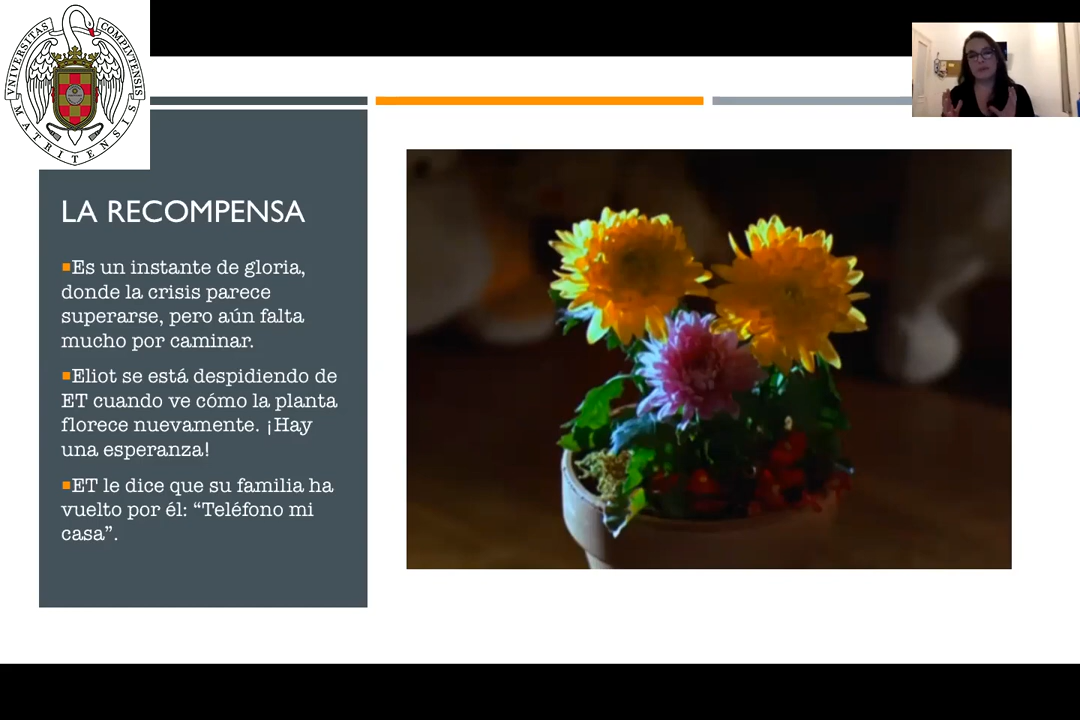 VNIVERSITAS COMPLVTENSIS
MATRITENSIS
LA RECOMPENSA
▪Es un instante de gloria,
donde la crisis parece
superarse, pero aún falta
mucho por caminar.
▪Eliot se está despidiendo de
ET cuando ve cómo la planta
florece nuevamente. ¡Hay
una esperanza!
▪ET le dice que su familia ha
vuelto por él: “Teléfono mi
casa”.